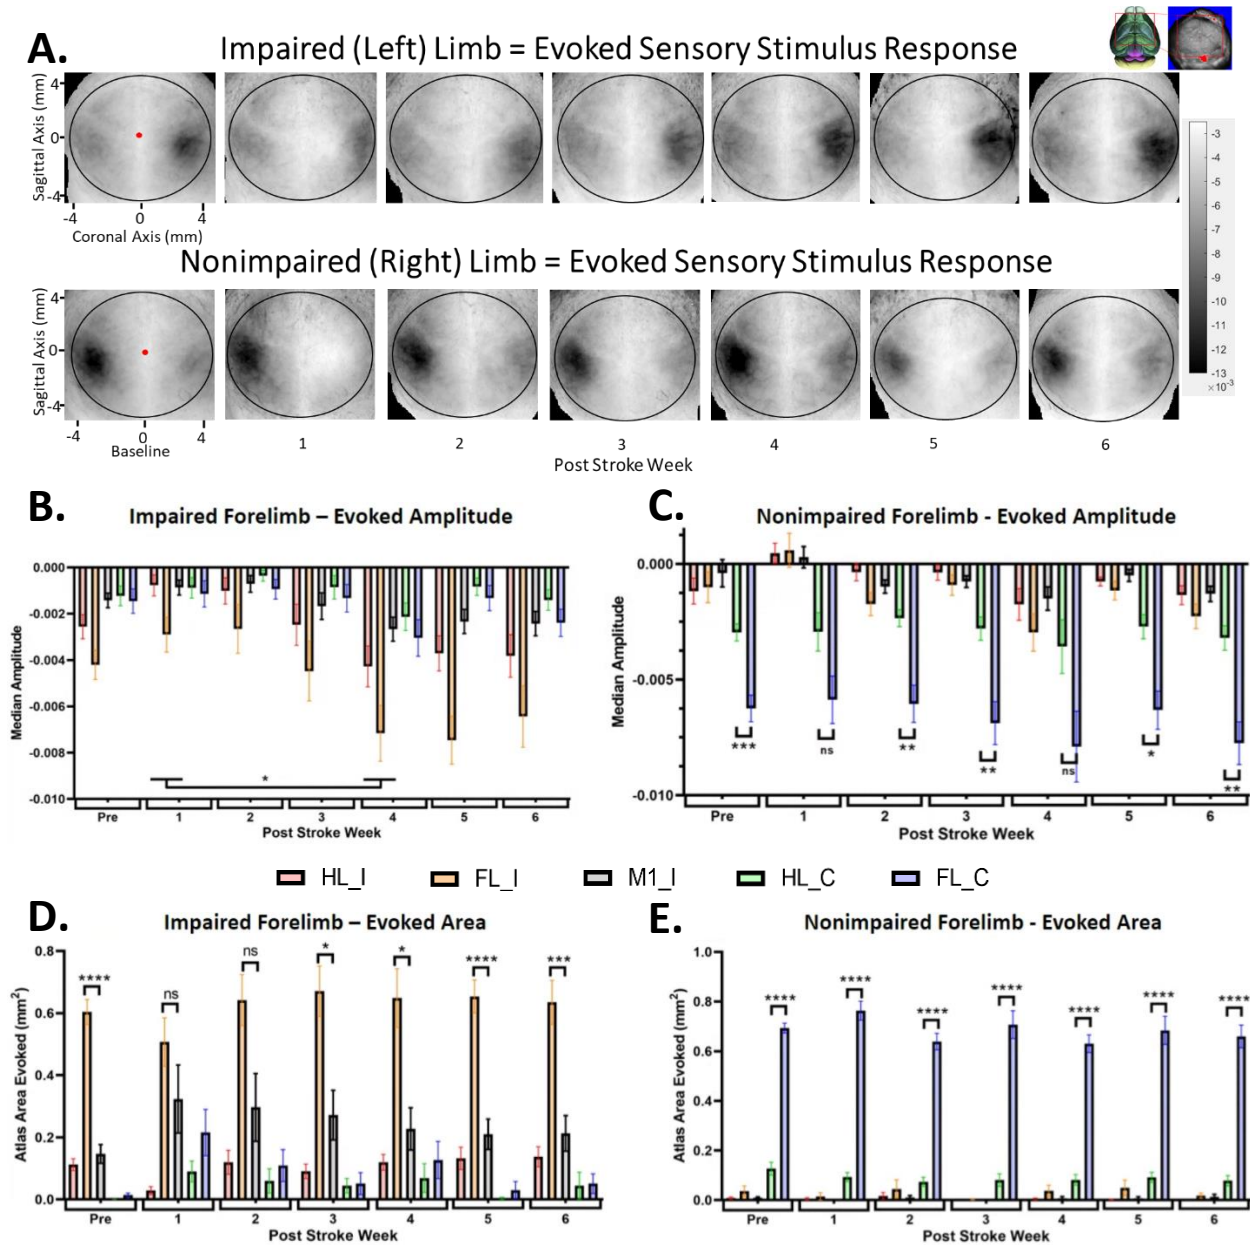 A.
Impaired (Left) Limb = Evoked Sensory Stimulus Response
Sagittal Axis (mm)
4
0
-4
-4 0 4
Coronal Axis (mm)
-3
-4
-5
-6
-7
-8
-9
-10
-11
-12
-13
×10-3
Nonimpaired (Right) Limb = Evoked Sensory Stimulus Response
Sagittal Axis (mm)
4
0
-4
-4 0 4
Baseline 1 2 3 4 5 6
Post Stroke Week
B.
Impaired Forelimb – Evoked Amplitude
Median Amplitude
0.000
-0.002
-0.004
-0.006
-0.008
-0.010
*
Pre 1 2 3 4 5 6
Post Stroke Week
C.
Nonimpaired Forelimb - Evoked Amplitude
Median Amplitude
0.000
-0.005
-0.010
*** ns ** ** ns * **
Pre 1 2 3 4 5 6
Post Stroke Week
HL_I FL_I M1_I HL_C FL_C
D.
Impaired Forelimb – Evoked Area
Atlas Area Evoked (mm2)
0.8
0.6
0.4
0.2
0.0
**** ns ns * * **** ***
Pre 1 2 3 4 5 6
Post Stroke Week
E.
Nonimpaired Forelimb - Evoked Area
Atlas Area Evoked (mm2)
1.0
0.8
0.6
0.4
0.2
0.0
**** **** **** **** **** **** ****
Pre 1 2 3 4 5 6
Post Stroke Week